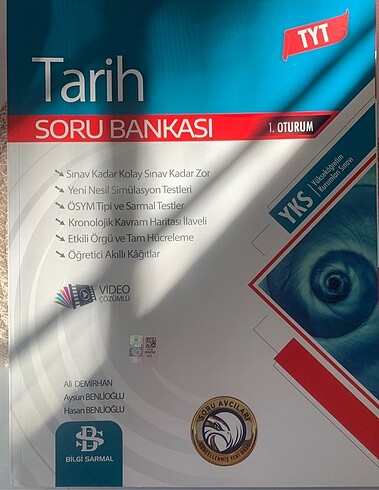 TYT
Tarih
SORU BANKASI
1. OTURUM
Sınav Kadar Kolay Sınav Kadar Zor
Yeni Nesil Simülasyon Testleri
ÖSYM Tipi ve Sarmal Testler
Kronolojik Kavram Haritası İlaveli
Etkili Örgü ve Tam Hücreleme
Öğretici Akıllı Kâğıtlar
YKS
Yükseköğretim
Kurumları Sınavı
VİDEO
ÇÖZÜMLÜ
Ali DEMİRHAN
Aysun BENLİOĞLU
Hasan BENLİOĞLU
SORU AVCILARI
BİLGİ SARMAL